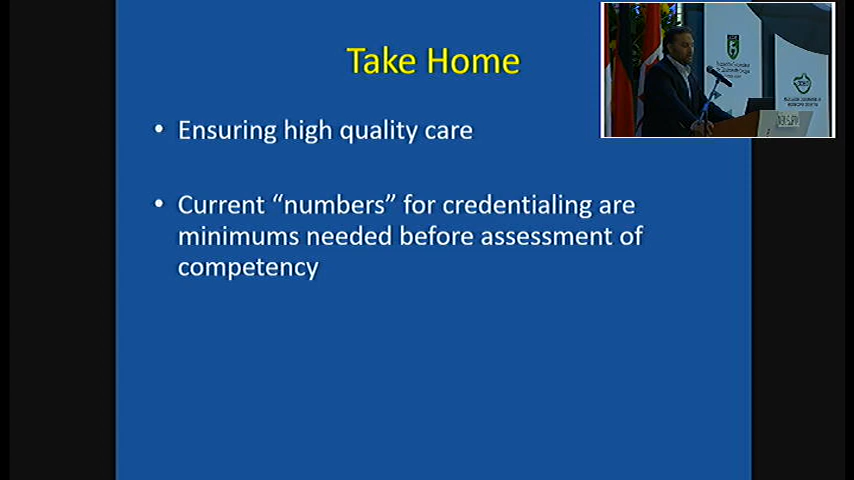 Take Home
• Ensuring high quality care
• Current “numbers” for credentialing are
minimums needed before assessment of
competency